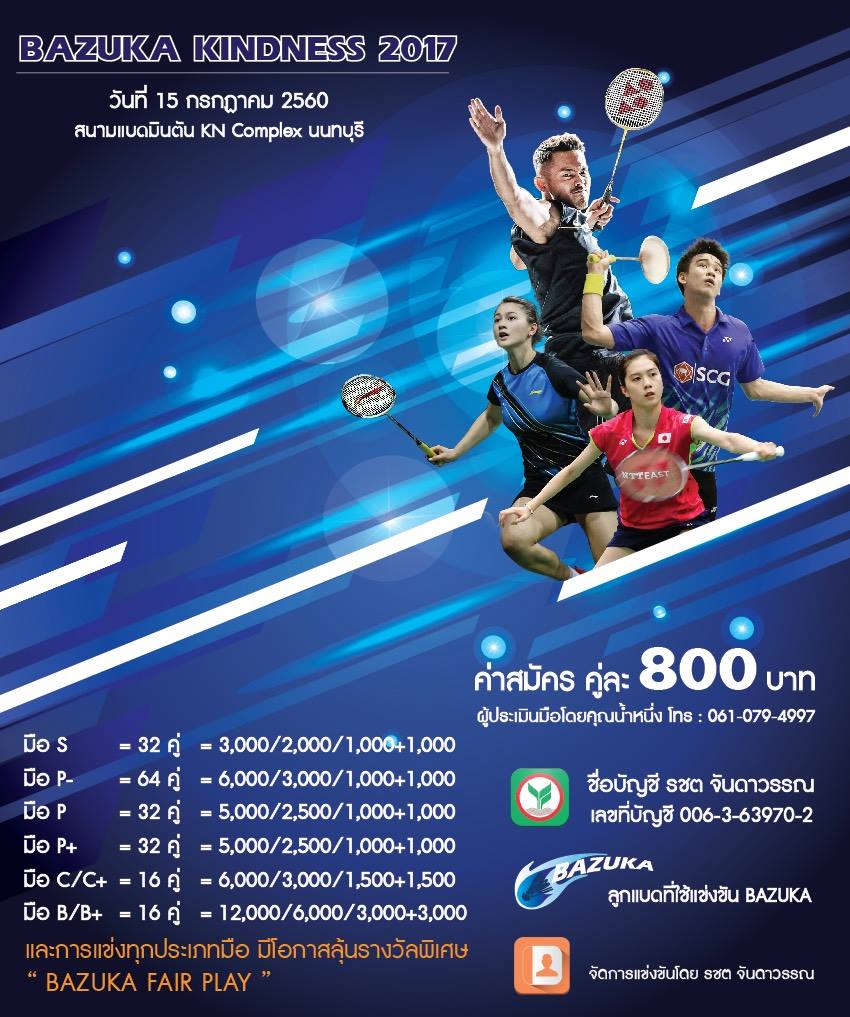 BAZUKA KINDNESS 2017
วันที่ 15 กรกฎาคม 2560
สนามแบดมินตัน KN Complex นนทบุรี
SCG
NTTEAST
ค่าสมัคร คู่ละ 800 บาท
ผู้ประเมินมือโดยคุณน้ำหนึ่ง โทร : 061-079-4997
มือ S = 32 คู่ = 3,000/2,000/1,000+1,000
มือ P- = 64 คู่ = 6,000/3,000/1,000+1,000
มือ P = 32 คู่ = 5,000/2,500/1,000+1,000
มือ P+ = 32 คู่ = 5,000/2,500/1,000+1,000
มือ C/C+ = 16 คู่ = 6,000/3,000/1,500+1,500
มือ B/B+ = 16 คู่ = 12,000/6,000/3,000+3,000
และการแข่งทุกประเภทมือ มีโอกาสลุ้นรางวัลพิเศษ
“ BAZUKA FAIR PLAY ”
ชื่อบัญชี รชต จันดาวรรณ
เลขที่บัญชี 006-3-63970-2
BAZUKA
ลูกแบดที่ใช้แข่งขัน BAZUKA
จัดการแข่งขันโดย รชต จันดาวรรณ